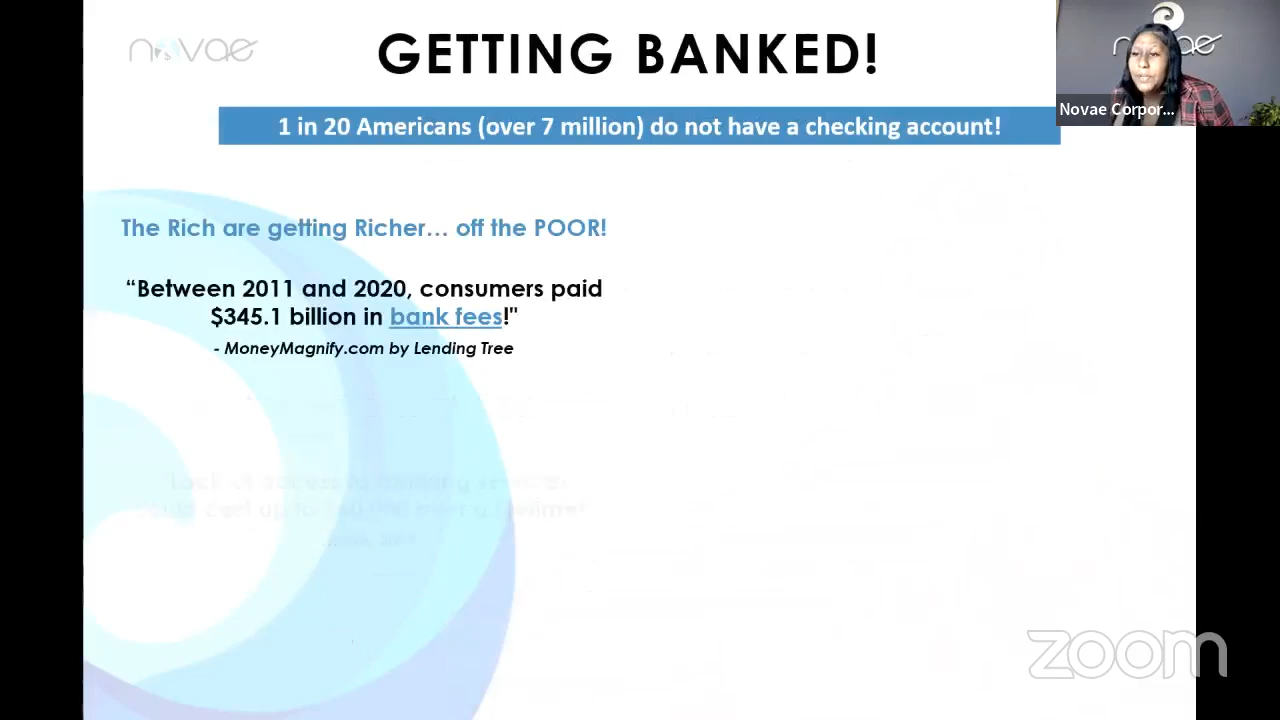 novae
GETTING BANKED!
novae
Novae Corpor...
1 in 20 Americans (over 7 million) do not have a checking account!
The Rich are getting Richer... off the POOR!
“Between 2011 and 2020, consumers paid
$345.1 billion in bank fees!"
- MoneyMagnify.com by Lending Tree
zoom